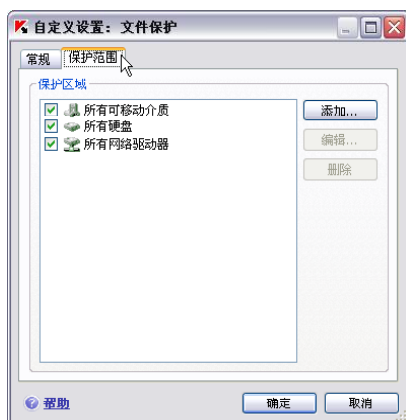 自定义设置：文件保护
常规 保护范围
保护区域
所有可移动介质
所有硬盘
所有网络驱动器
添加...
编辑...
删除
帮助
确定 取消